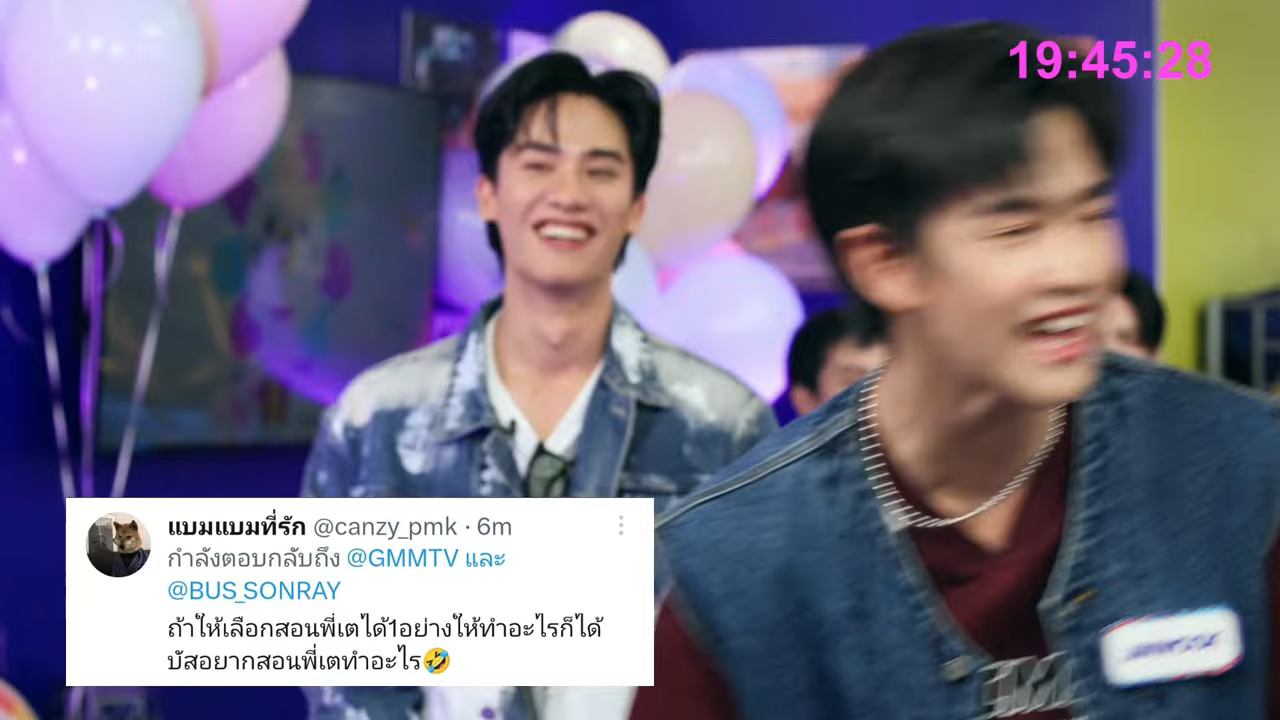 19:45:28
แบมแบมที่รัก @canzy_pmk · 6m
กำลังตอบกลับถึง @GMMTV และ
@BUS_SONRAY
ถ้าให้เลือกสอนพี่เตได้1อย่างให้ทำอะไรก็ได้
บัสอยากสอนพี่เตทำอะไร🤣